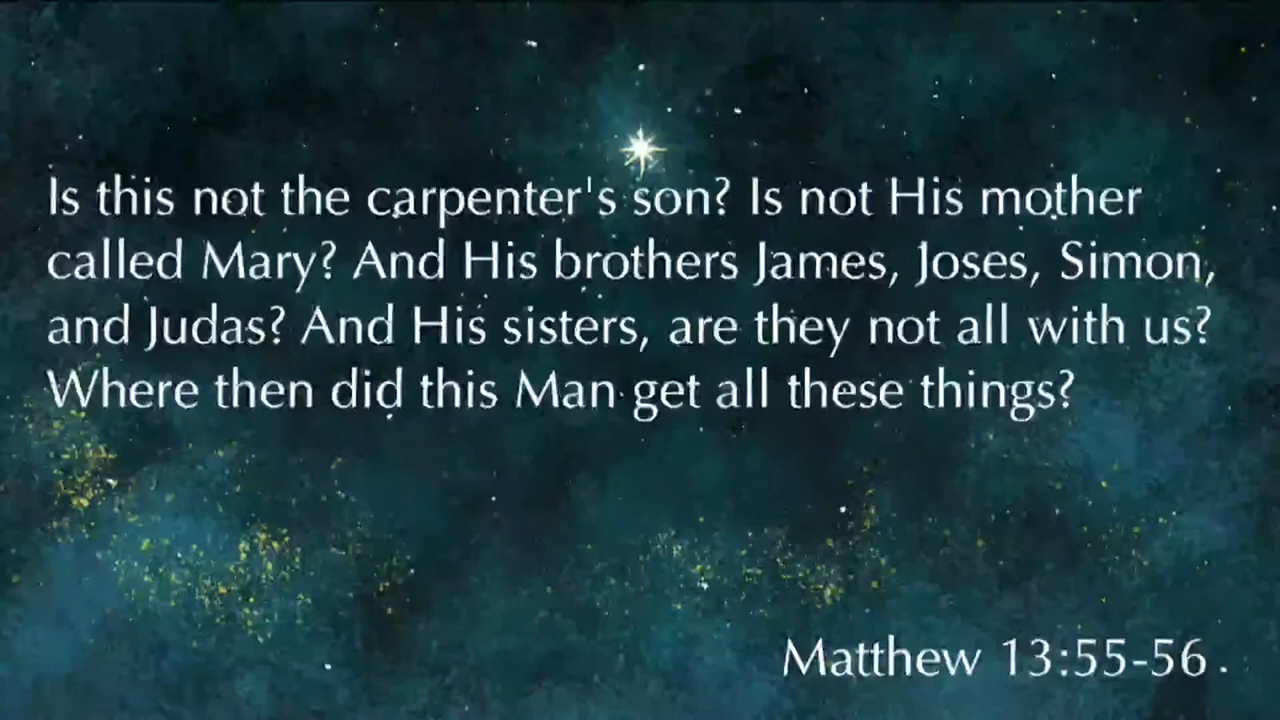 Is this not the carpenter's son? Is not His mother
called Mary? And His brothers James, Joses, Simon,
and Judas? And His sisters, are they not all with us?
Where then did this Man get all these things?
Matthew 13:55-56